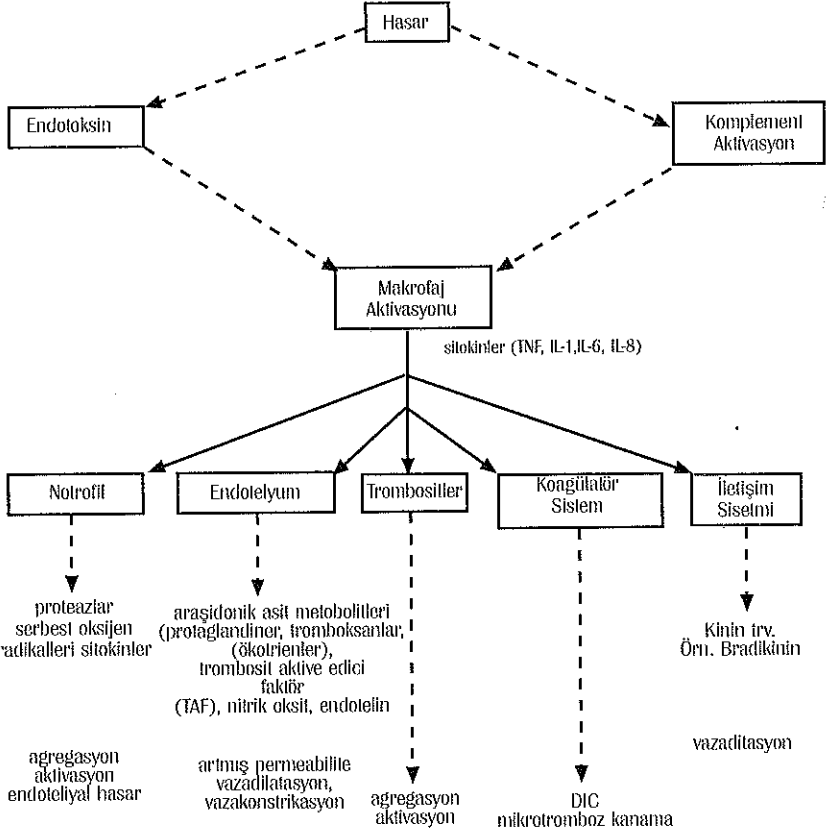 Hasar
Endotoksin
Komplement
Aktivasyon
Makrofaj
Aktivasyonu
sitokinler (TNF, IL-1,IL-6, IL-8)
Notrofil
Endotelyum
Trombositler
Koagülatör
Sistem
İletişim
Sisetmi
proteazlar
serbest oksijen
radikalleri sitokinler
araşidonik asit metobolitleri
(protaglandiner, tromboksanlar,
(ökotrienler),
trombosit aktive edici
faktör
(TAF), nitrik oksit, endotelin
Kinin trv.
Örn. Bradikinin
agregasyon
aktivasyon
endoteliyal hasar
artmış permeabilite
vazadilatasyon,
vazakonstrikasyon
agregasyon
aktivasyon
DIC
mikrotromboz kanama
vazaditasyon